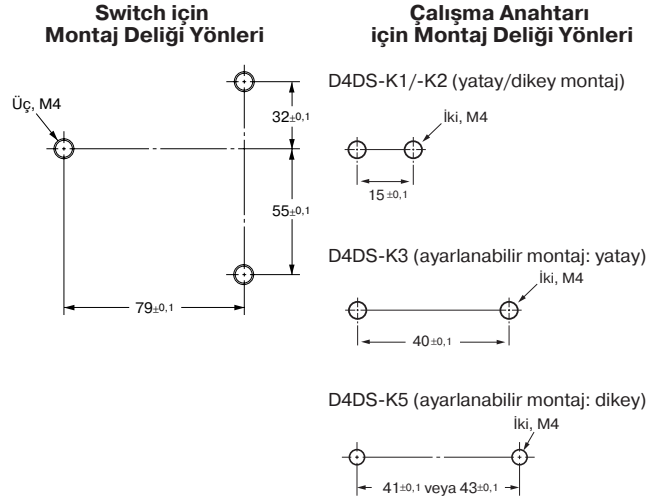 Switch için
Montaj Deliği Yönleri
Üç, M4
32±0,1
55±0,1
79±0,1
Çalışma Anahtarı
için Montaj Deliği Yönleri
D4DS-K1/-K2 (yatay/dikey montaj)
İki, M4
15±0,1
D4DS-K3 (ayarlanabilir montaj: yatay)
İki, M4
40±0,1
D4DS-K5 (ayarlanabilir montaj: dikey)
İki, M4
41±0,1 veya 43±0,1